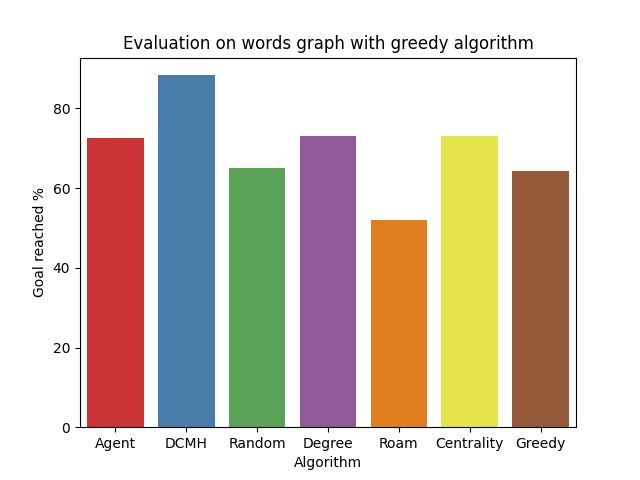 Evaluation on words graph with greedy algorithm
Goal reached %
80
60
40
20
0
Agent DCMH Random Degree Roam Centrality Greedy
Algorithm